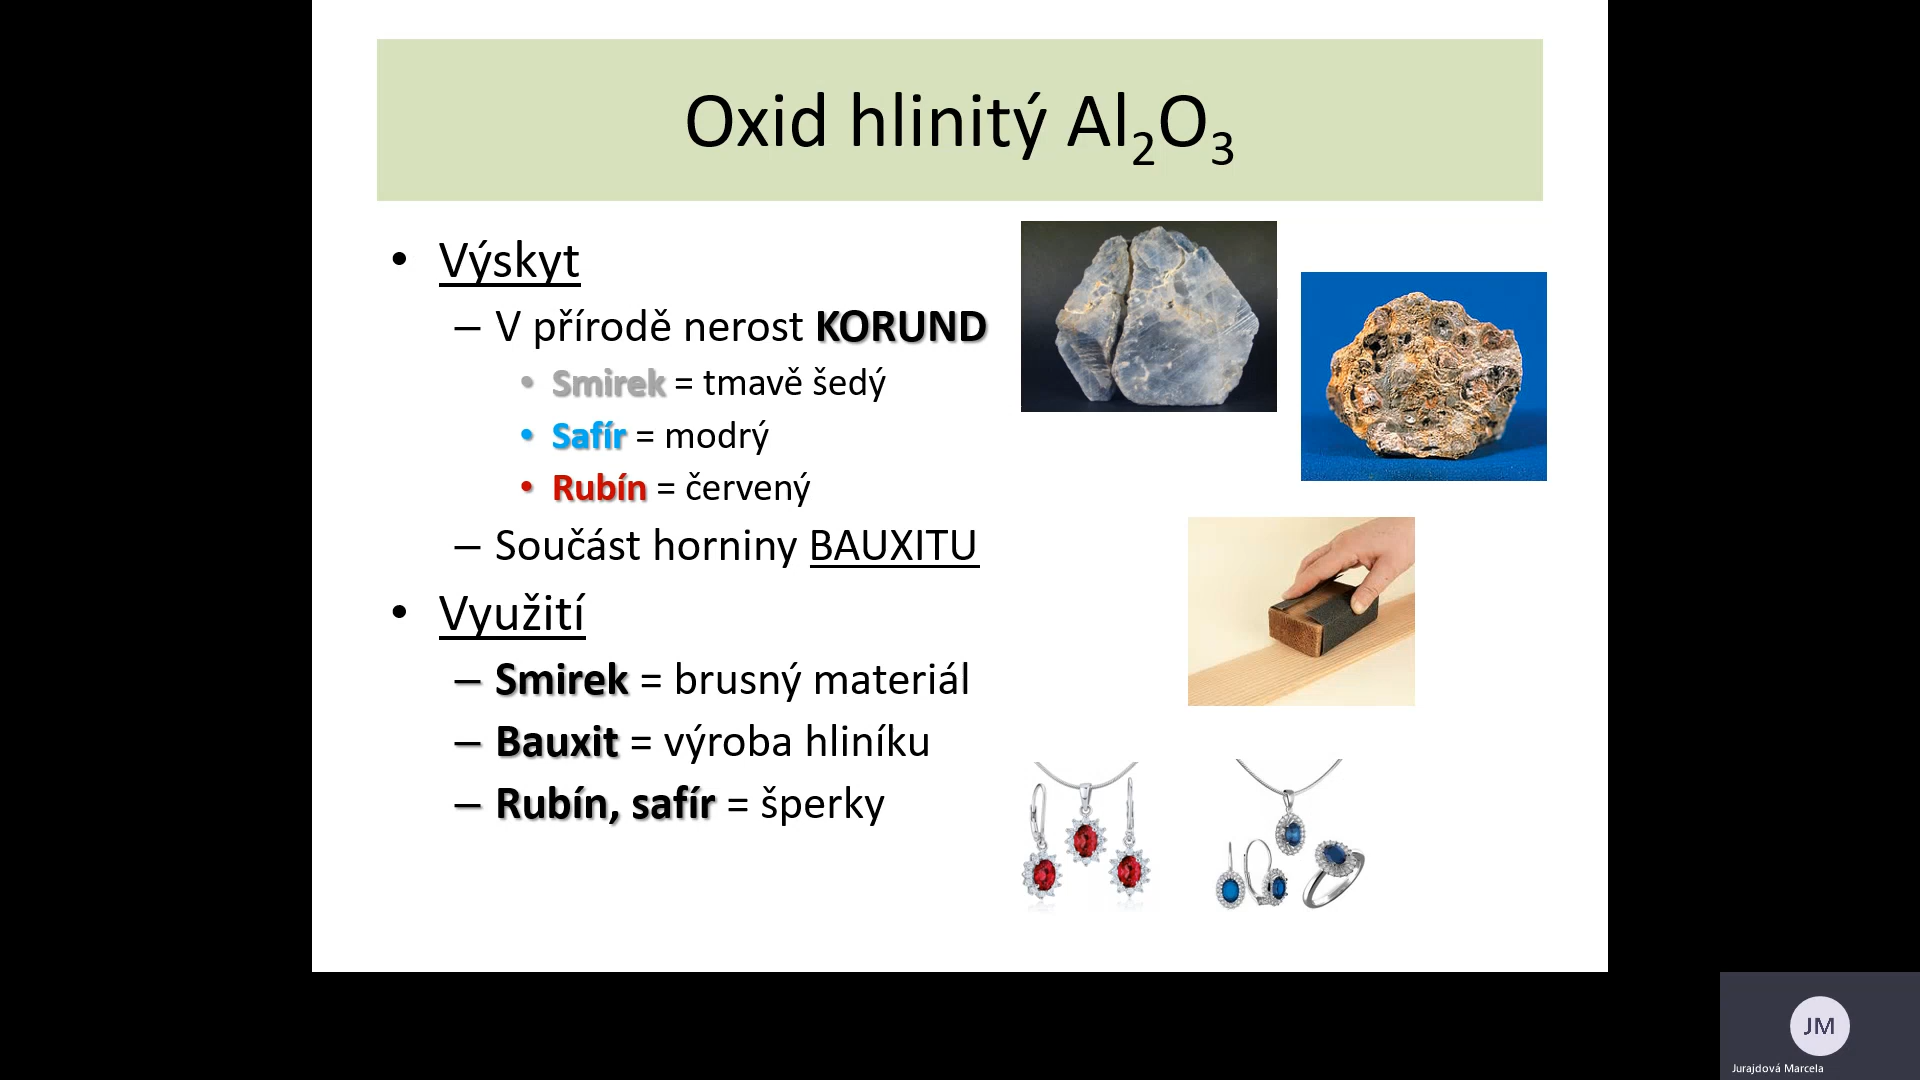 Oxid hlinitý Al₂O₃
• Výskyt
– V přírodě nerost KORUND
• Smirek = tmavě šedý
• Safír = modrý
• Rubín = červený
– Součást horniny BAUXITU
• Využití
– Smirek = brusný materiál
– Bauxit = výroba hliníku
– Rubín, safír = šperky
JM
Jurajdová Marcela